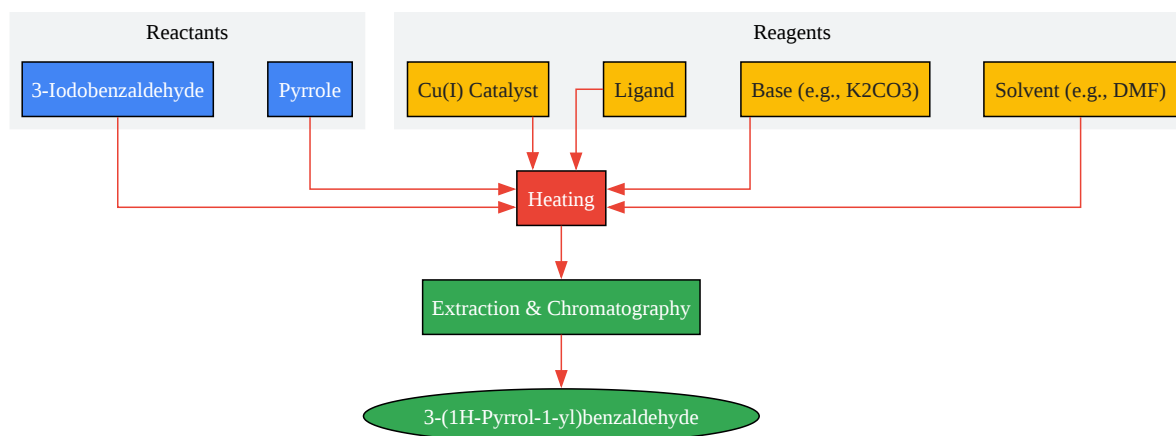 Reactants
Reagents
3-Iodobenzaldehyde
Pyrrole
Cu(I) Catalyst
Ligand
Base (e.g., K2CO3)
Solvent (e.g., DMF)
Heating
Extraction & Chromatography
3-(1H-Pyrrol-1-yl)benzaldehyde